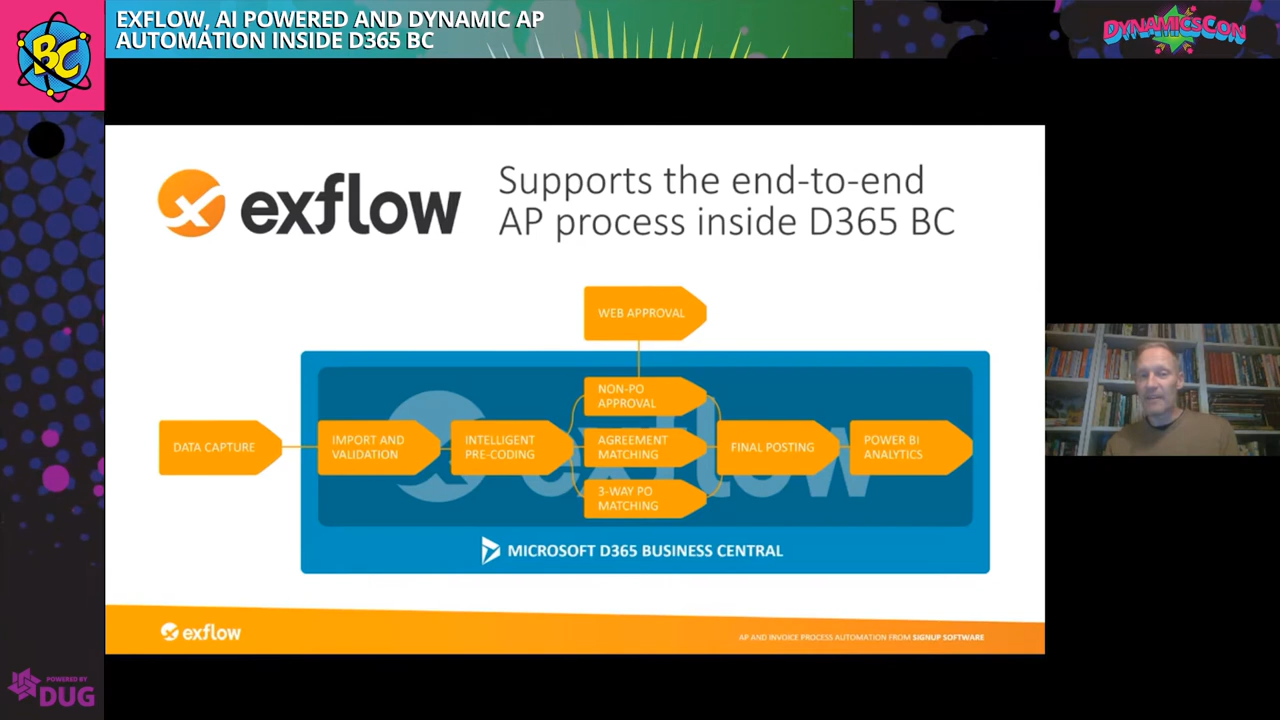 BC
EXFLOW, AI POWERED AND DYNAMIC AP
AUTOMATION INSIDE D365 BC
DYNAMICSCON
exflow
Supports the end-to-end
AP process inside D365 BC
WEB APPROVAL
DATA CAPTURE
IMPORT AND
VALIDATION
INTELLIGENT
PRE-CODING
NON-PO
APPROVAL
AGREEMENT
MATCHING
3-WAY PO
MATCHING
FINAL POSTING
POWER BI
ANALYTICS
exflow
MICROSOFT D365 BUSINESS CENTRAL
exflow
AP AND INVOICE PROCESS AUTOMATION FROM SIGNUP SOFTWARE
POWERED BY
DUG